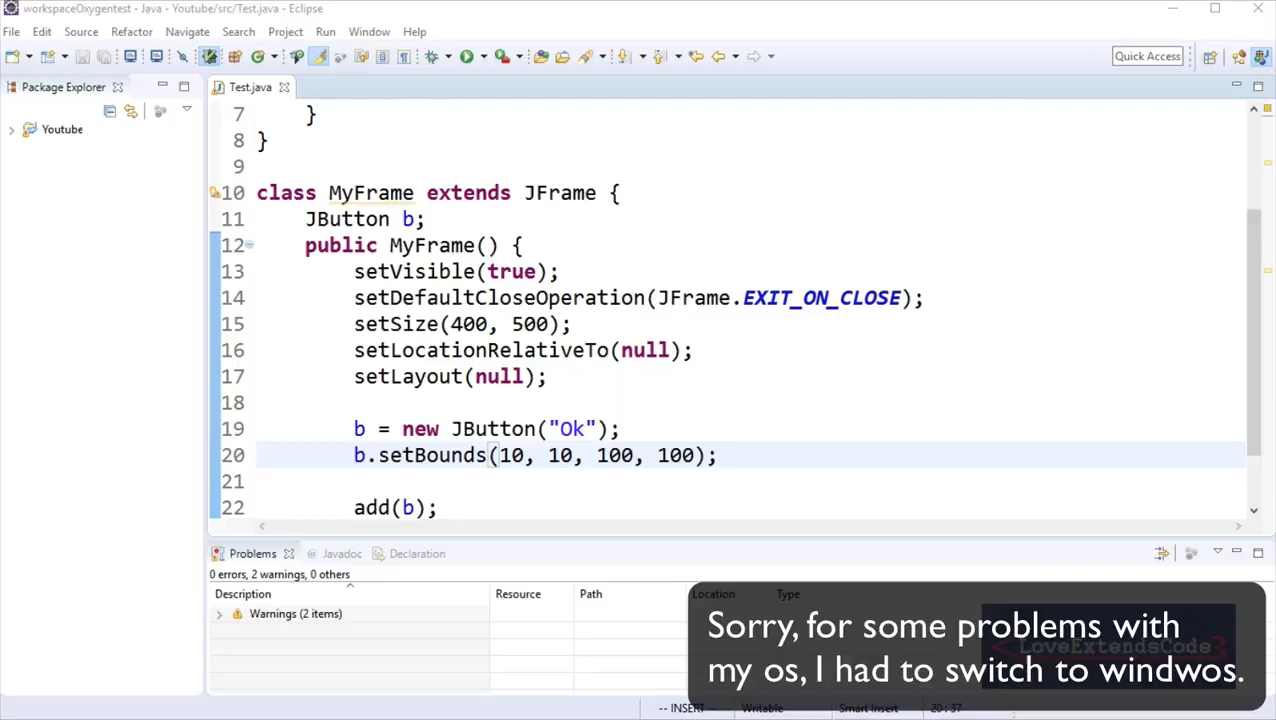 workspaceOxygentest - Java - Youtube/src/Test.java - Eclipse
File Edit Source Refactor Navigate Search Project Run Window Help
Quick Access
Package Explorer
Youtube
Test.java
7 }
8 }
9
10 class MyFrame extends JFrame {
11 JButton b;
12 public MyFrame() {
13 setVisible(true);
14 setDefaultCloseOperation(JFrame.EXIT_ON_CLOSE);
15 setSize(400, 500);
16 setLocationRelativeTo(null);
17 setLayout(null);
18
19 b = new JButton("Ok");
20 b.setBounds(10, 10, 100, 100);
21
22 add(b);
Problems Javadoc Declaration
0 errors, 2 warnings, 0 others
Description Resource Path Location Type
Warnings (2 items)
Sorry, for some problems with
my os, I had to switch to windwos.
<LoveExtendsCode3
-- INSERT -- Writable Smart Insert 20 : 37